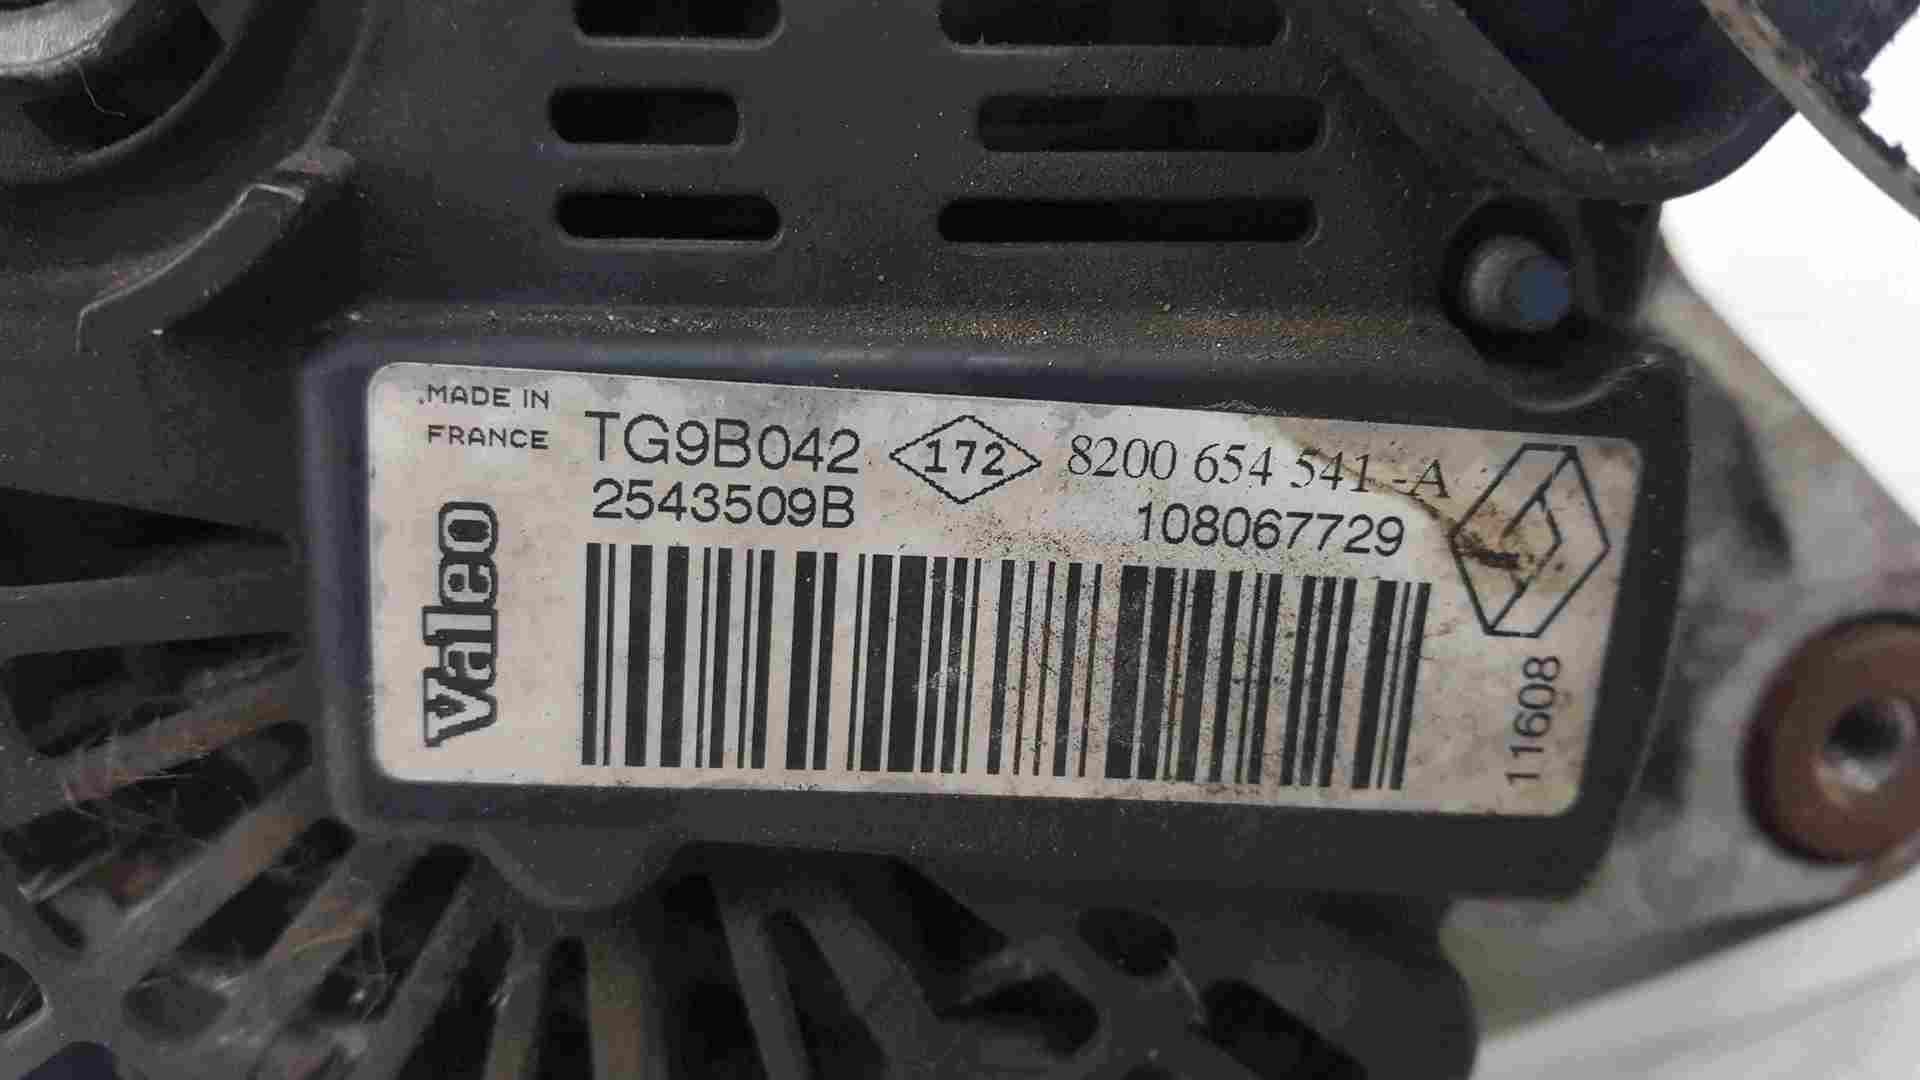 .MADE IN
FRANCE
TG9B042 172 8200 654 541 -A
2543509B 108067729
Valeo
11608